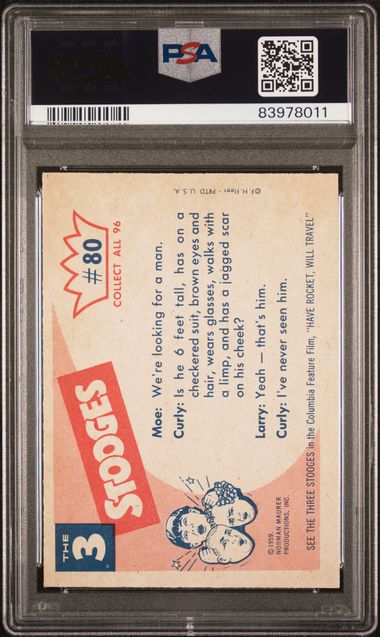 PSA
PSA
83978011
THE
3
STOOGES
#80
COLLECT ALL 96
Moe: We're looking for a man.
Curly: Is he 6 feet tall, has on a
checkered suit, brown eyes and
hair, wears glasses, walks with
a limp, and has a jagged scar
on his cheek?
Larry: Yeah — that's him.
Curly: I've never seen him.
© 1959
NORMAN MAURER
PRODUCTIONS, INC.
©F.H. Fleer - PRTD U.S.A.
SEE THE THREE STOOGES in the Columbia Feature Film, "HAVE ROCKET, WILL TRAVEL"